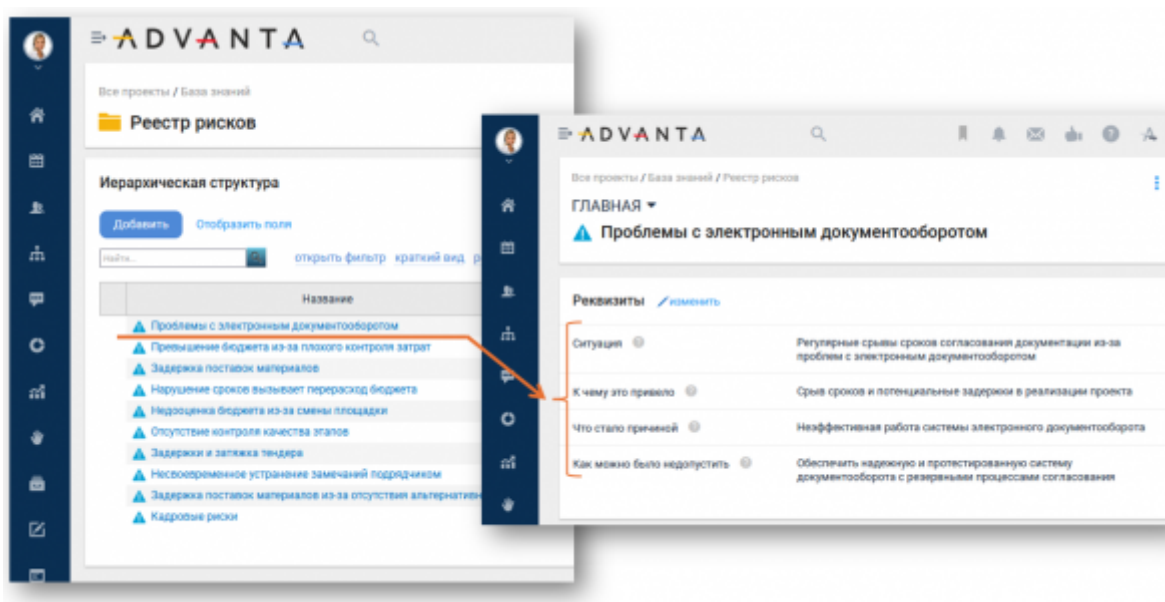 ADVANTA
Все проекты / База знаний
Реестр рисков
Иерархическая структура
Добавить Отобразить поля
Найти... открыть фильтр краткий вид
Название
Проблемы с электронным документооборотом
Превышение бюджета из-за плохого контроля затрат
Задержка поставок материалов
Нарушение сроков вызывает перерасход бюджета
Недооценка бюджета из-за смены площадки
Отсутствие контроля качества этапов
Задержки и затяжка тендера
Несвоевременное устранение замечаний подрядчиком
Задержка поставок материалов из-за отсутствия альтернативн
Кадровые риски
ADVANTA
Все проекты / База знаний / Реестр рисков
ГЛАВНАЯ
Проблемы с электронным документооборотом
Реквизиты изменить
Ситуация Регулярные срывы сроков согласования документации из-за
проблем с электронным документооборотом
К чему это привело Срыв сроков и потенциальные задержки в реализации проекта
Что стало причиной Неэффективная работа системы электронного документооборота
Как можно было недопустить Обеспечить надежную и протестированную систему
документооборота с резервными процессами согласования